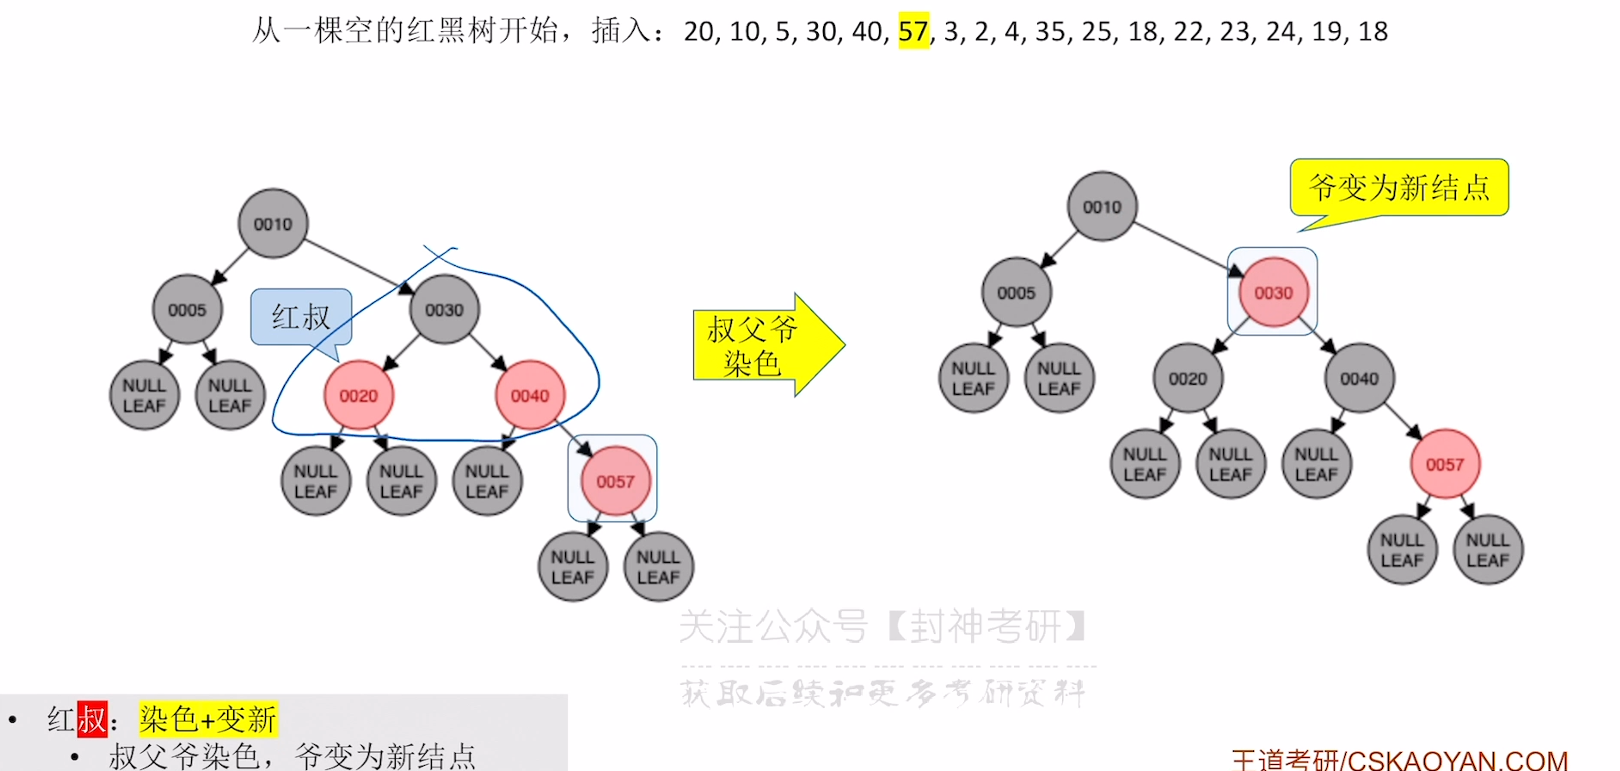 从一棵空的红黑树开始，插入：20, 10, 5, 30, 40, 57, 3, 2, 4, 35, 25, 18, 22, 23, 24, 19, 18
爷变为新结点
0010
0005
0030
红叔
0020
0040
NULL
LEAF
NULL
LEAF
NULL
LEAF
NULL
LEAF
NULL
LEAF
0057
NULL
LEAF
NULL
LEAF
叔父爷
染色
0010
0005
0030
NULL
LEAF
NULL
LEAF
0020
0040
NULL
LEAF
NULL
LEAF
NULL
LEAF
0057
NULL
LEAF
NULL
LEAF
关注公众号【封神考研】
获取后续和更多考研资料
• 红叔：染色+变新
• 叔父爷染色，爷变为新结点
王道考研/CSKAOYAN.COM